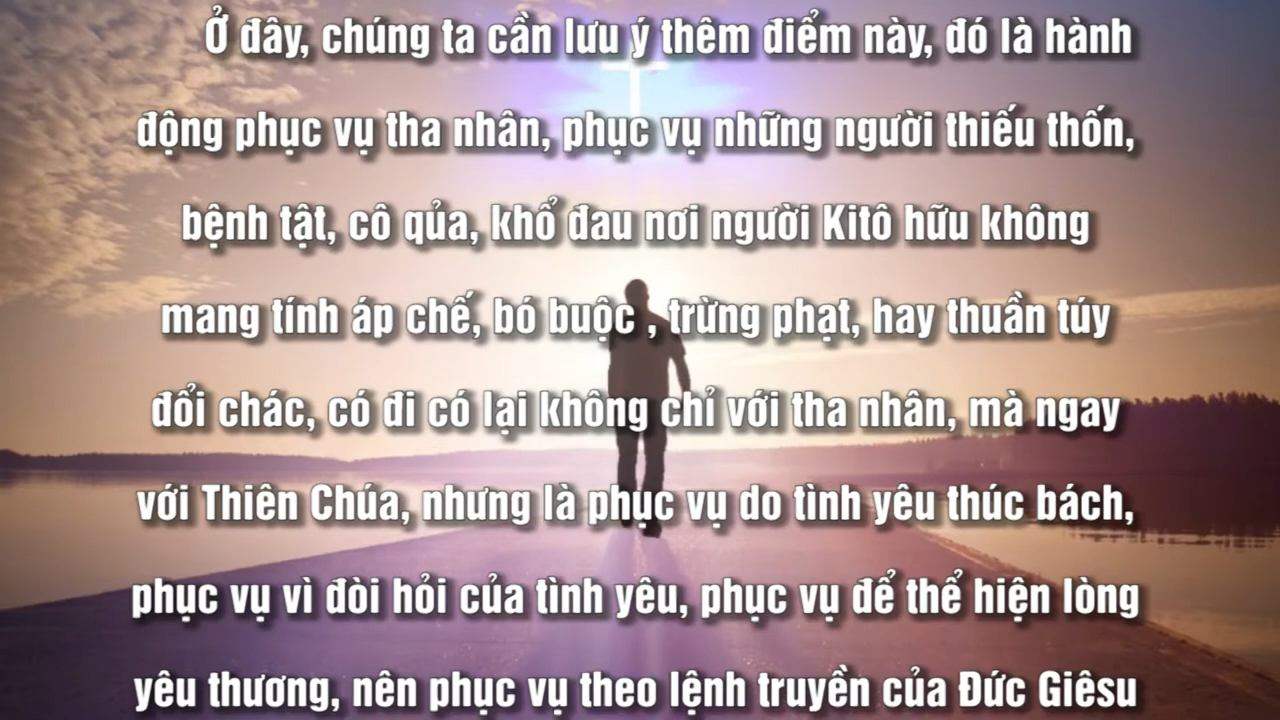 Ở đây, chúng ta cần lưu ý thêm điểm này, đó là hành
động phục vụ tha nhân, phục vụ những người thiếu thốn,
bệnh tật, cô qủa, khổ đau nơi người Kitô hữu không
mang tính áp chế, bó buộc , trừng phạt, hay thuần túy
đổi chác, có đi có lại không chỉ với tha nhân, mà ngay
với Thiên Chúa, nhưng là phục vụ do tình yêu thúc bách,
phục vụ vì đòi hỏi của tình yêu, phục vụ để thể hiện lòng
yêu thương, nên phục vụ theo lệnh truyền của Đức Giêsu